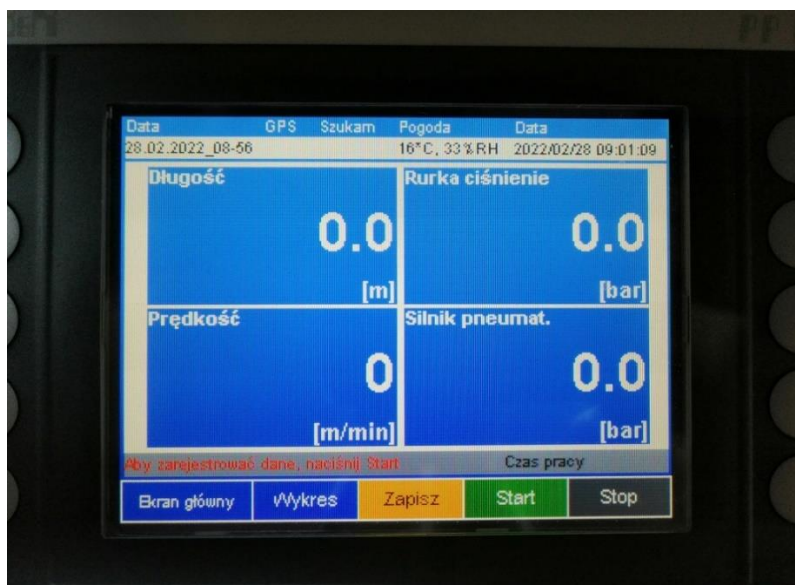 PP
Data GPS Szukam Pogoda Data
28.02.2022_08-56 16°C, 33%RH 2022/02/28 09:01:09
Długość Rurka ciśnienie
0.0 0.0
[m] [bar]
Prędkość Silnik pneumat.
0 0.0
[m/min] [bar]
Aby zarejestrować dane, naciśnij Start Czas pracy
Ekran główny Wykres Zapisz Start Stop